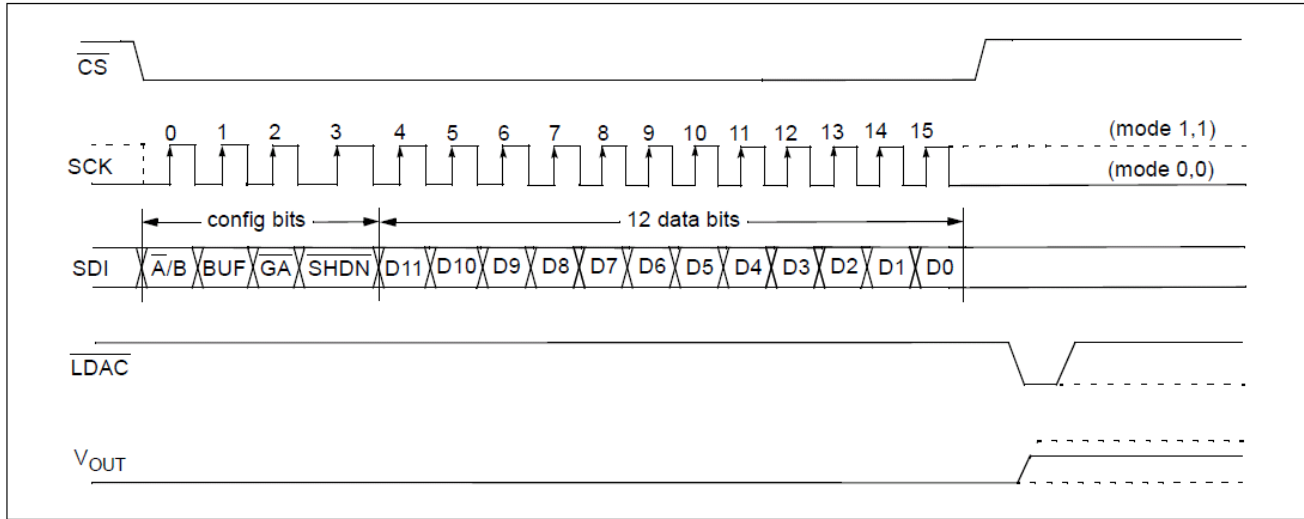 CS
0 1 2 3 4 5 6 7 8 9 10 11 12 13 14 15
(mode 1,1)
SCK
(mode 0,0)
config bits
12 data bits
SDI
A/B BUF GA SHDN D11 D10 D9 D8 D7 D6 D5 D4 D3 D2 D1 D0
LDAC
VOUT